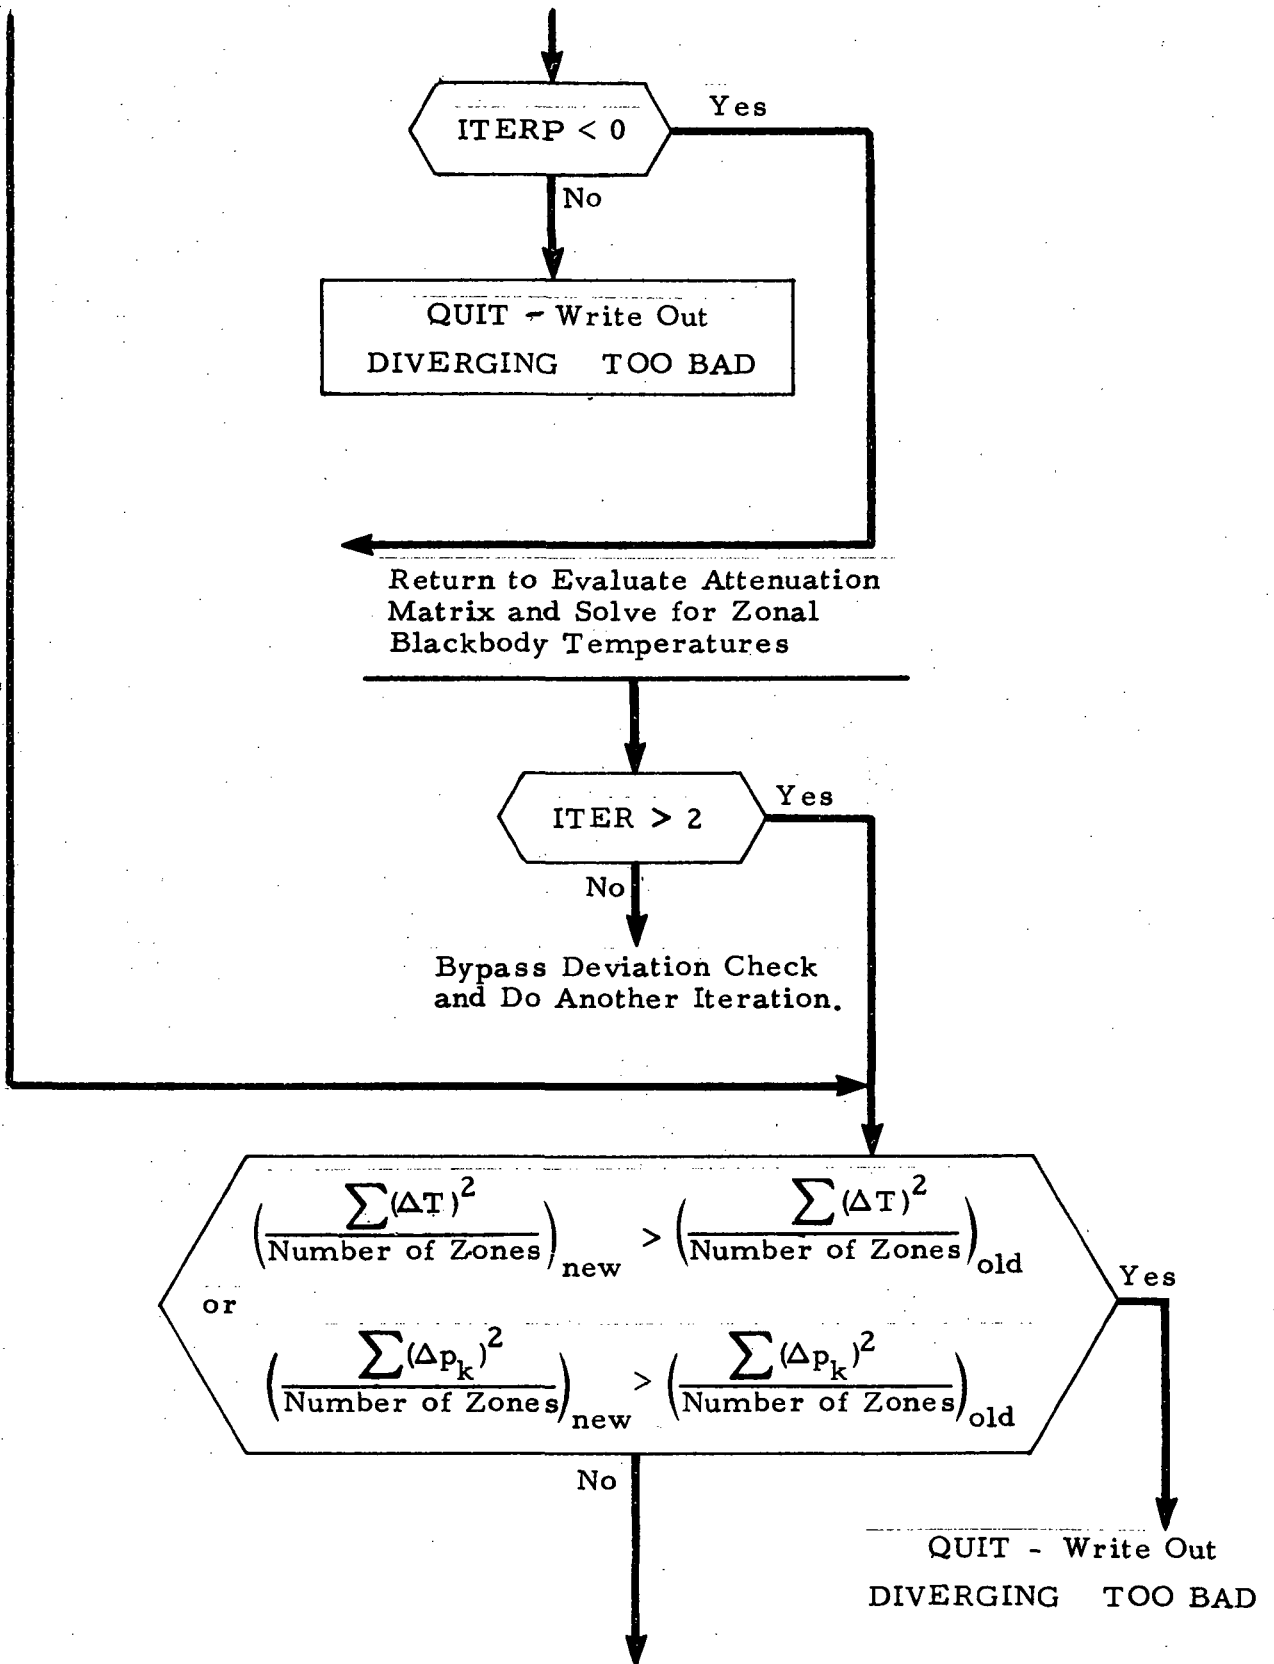 ITERP < 0
Yes
No
QUIT - Write Out
DIVERGING TOO BAD
Return to Evaluate Attenuation
Matrix and Solve for Zonal
Blackbody Temperatures
ITER > 2
Yes
No
Bypass Deviation Check
and Do Another Iteration.
(∑(ΔT)² / Number of Zones)new > (∑(ΔT)² / Number of Zones)old
Yes
or
(∑(Δpk)² / Number of Zones)new > (∑(Δpk)² / Number of Zones)old
No
QUIT - Write Out
DIVERGING TOO BAD